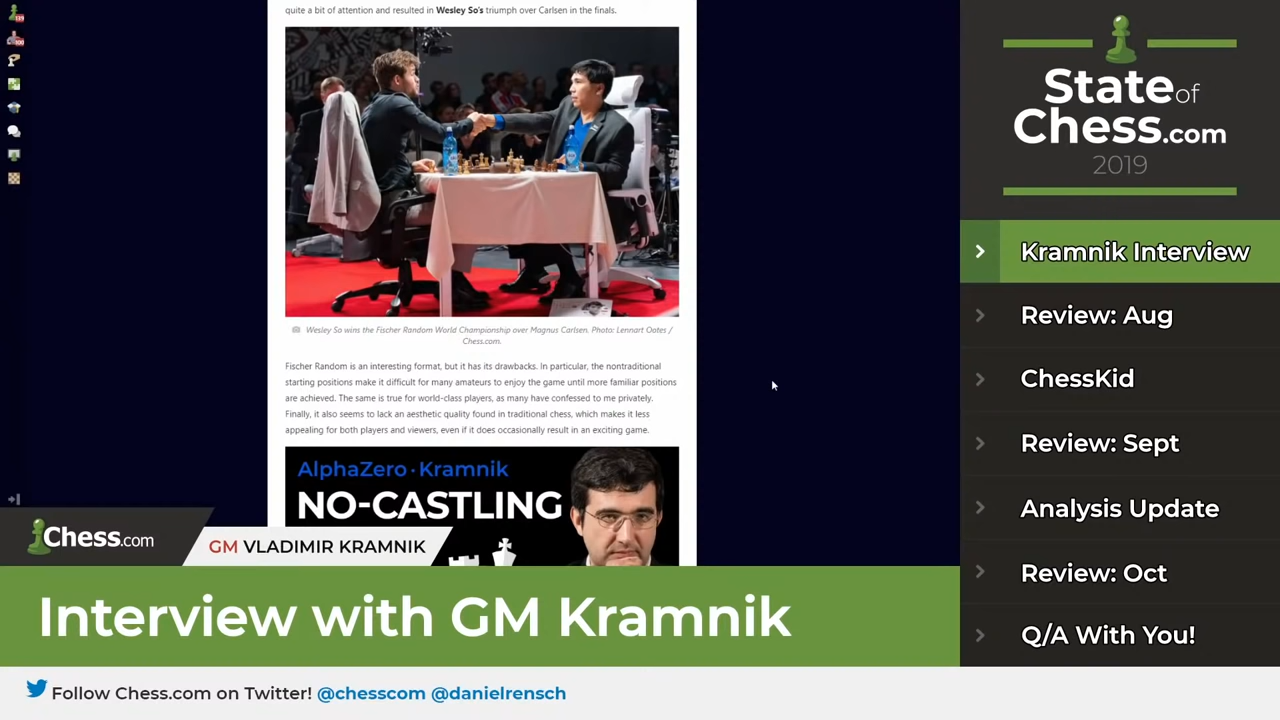 quite a bit of attention and resulted in Wesley So's triumph over Carlsen in the finals.
Wesley So wins the Fischer Random World Championship over Magnus Carlsen. Photo: Lennart Ootes /
Chess.com.
Fischer Random is an interesting format, but it has its drawbacks. In particular, the nontraditional
starting positions make it difficult for many amateurs to enjoy the game until more familiar positions
are achieved. The same is true for world-class players, as many have confessed to me privately.
Finally, it also seems to lack an aesthetic quality found in traditional chess, which makes it less
appealing for both players and viewers, even if it does occasionally result in an exciting game.
AlphaZero · Kramnik
NO-CASTLING
Chess.com
GM VLADIMIR KRAMNIK
Interview with GM Kramnik
Follow Chess.com on Twitter! @chesscom @danielrensch
State of
Chess.com
2019
Kramnik Interview
Review: Aug
ChessKid
Review: Sept
Analysis Update
Review: Oct
Q/A With You!